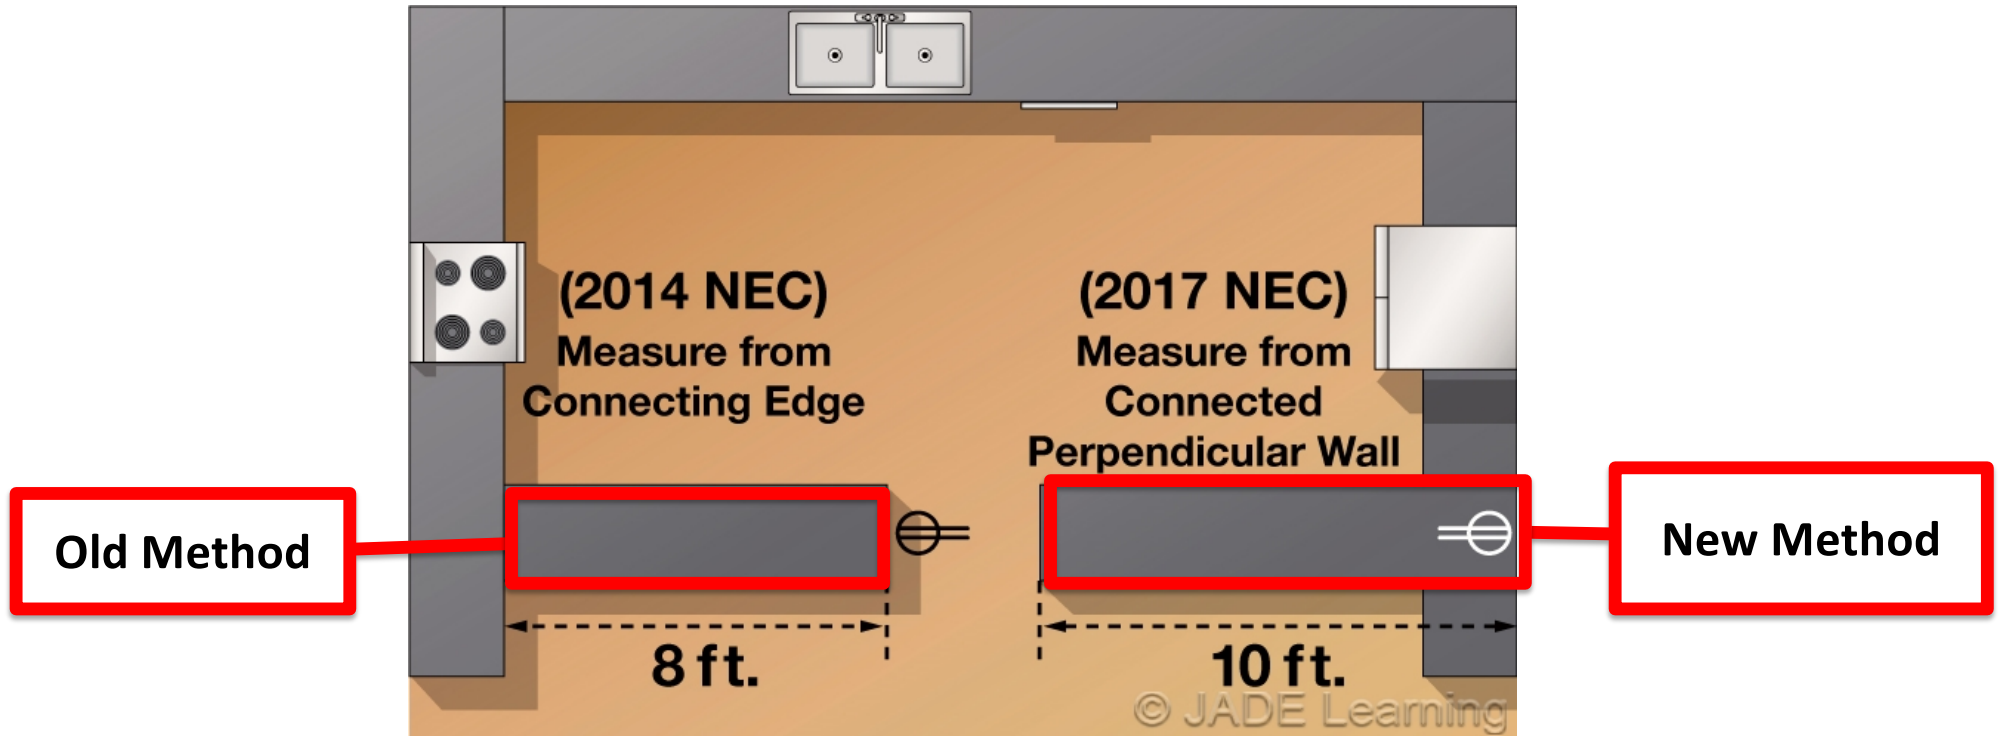 (2014 NEC)
Measure from
Connecting Edge
(2017 NEC)
Measure from
Connected
Perpendicular Wall
Old Method
New Method
8 ft.
10 ft.
© JADE Learning